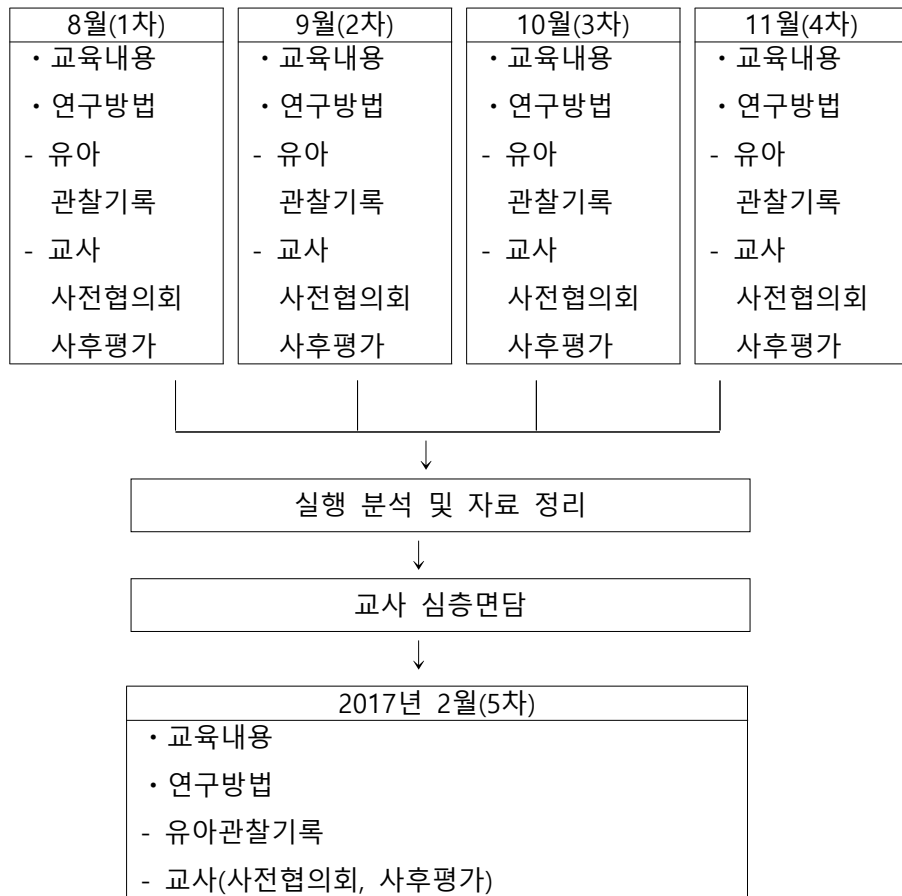 8월(1차)
・교육내용
・연구방법
- 유아
관찰기록
- 교사
사전협의회
사후평가
9월(2차)
・교육내용
・연구방법
- 유아
관찰기록
- 교사
사전협의회
사후평가
10월(3차)
・교육내용
・연구방법
- 유아
관찰기록
- 교사
사전협의회
사후평가
11월(4차)
・교육내용
・연구방법
- 유아
관찰기록
- 교사
사전협의회
사후평가
실행 분석 및 자료 정리
교사 심층면담
2017년 2월(5차)
・교육내용
・연구방법
- 유아관찰기록
- 교사(사전협의회, 사후평가)